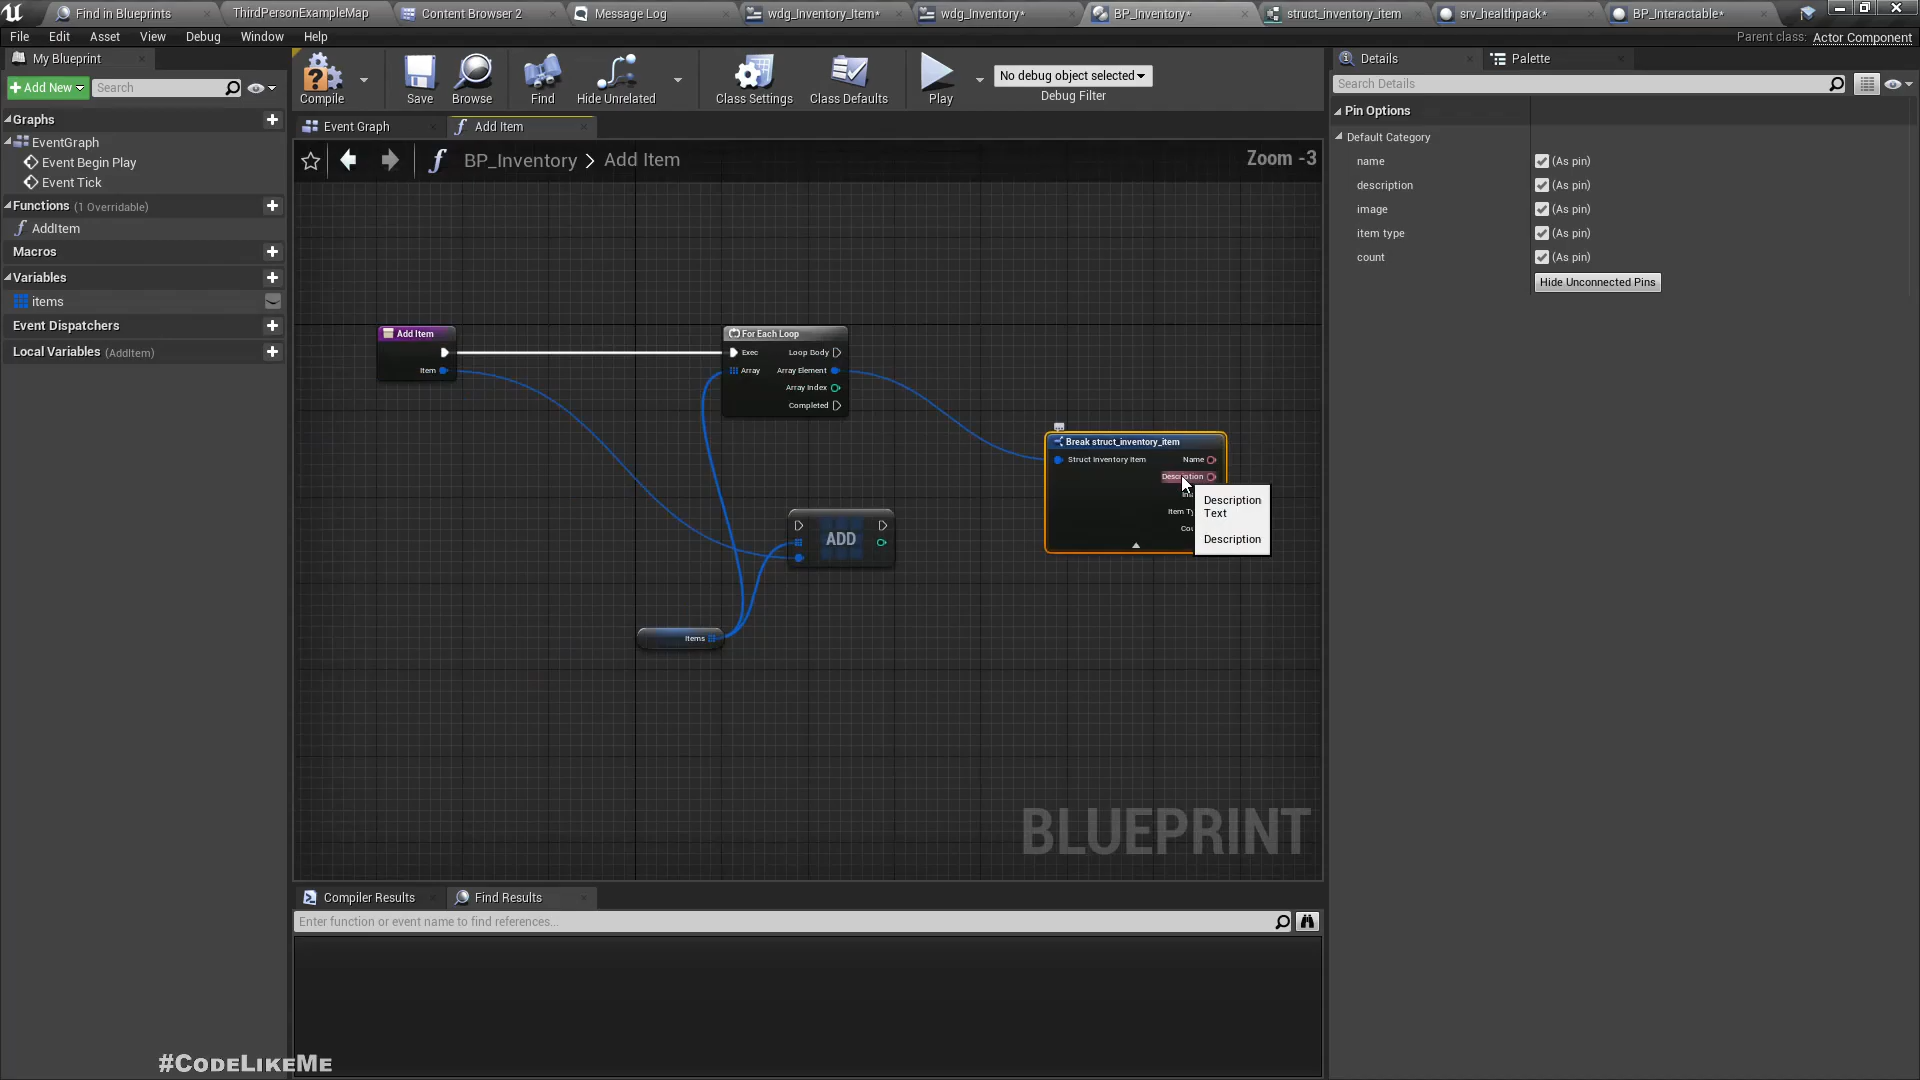 Find in Blueprints
ThirdPersonExampleMap
Content Browser 2
Message Log
wdg_Inventory_Item*
wdg_Inventory*
BP_Inventory*
struct_inventory_item
srv_healthpack*
BP_Interactable*
File Edit Asset View Debug Window Help
Parent class: Actor Component
My Blueprint
Add New
Search
Graphs
EventGraph
Event Begin Play
Event Tick
Functions (1 Overridable)
AddItem
Macros
Variables
items
Event Dispatchers
Local Variables (AddItem)
Compile
Save
Browse
Find
Hide Unrelated
Class Settings
Class Defaults
Play
No debug object selected
Debug Filter
Event Graph
Add Item
BP_Inventory > Add Item
Zoom -3
Add Item
Item
For Each Loop
Exec Loop Body
Array Array Element
Array Index
Completed
Break struct_inventory_item
Struct Inventory Item Name
Description
Item Ty
Cou
Description
Text
Description
ADD
Items
BLUEPRINT
Compiler Results
Find Results
Enter function or event name to find references...
Details
Palette
Search Details
Pin Options
Default Category
name (As pin)
description (As pin)
image (As pin)
item type (As pin)
count (As pin)
Hide Unconnected Pins
#CodeLikeMe